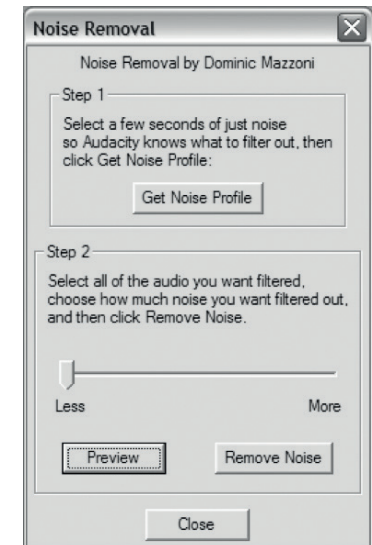 Noise Removal
Noise Removal by Dominic Mazzoni
Step 1
Select a few seconds of just noise
so Audacity knows what to filter out, then
click Get Noise Profile:
Get Noise Profile
Step 2
Select all of the audio you want filtered,
choose how much noise you want filtered out,
and then click Remove Noise.
Less More
Preview Remove Noise
Close